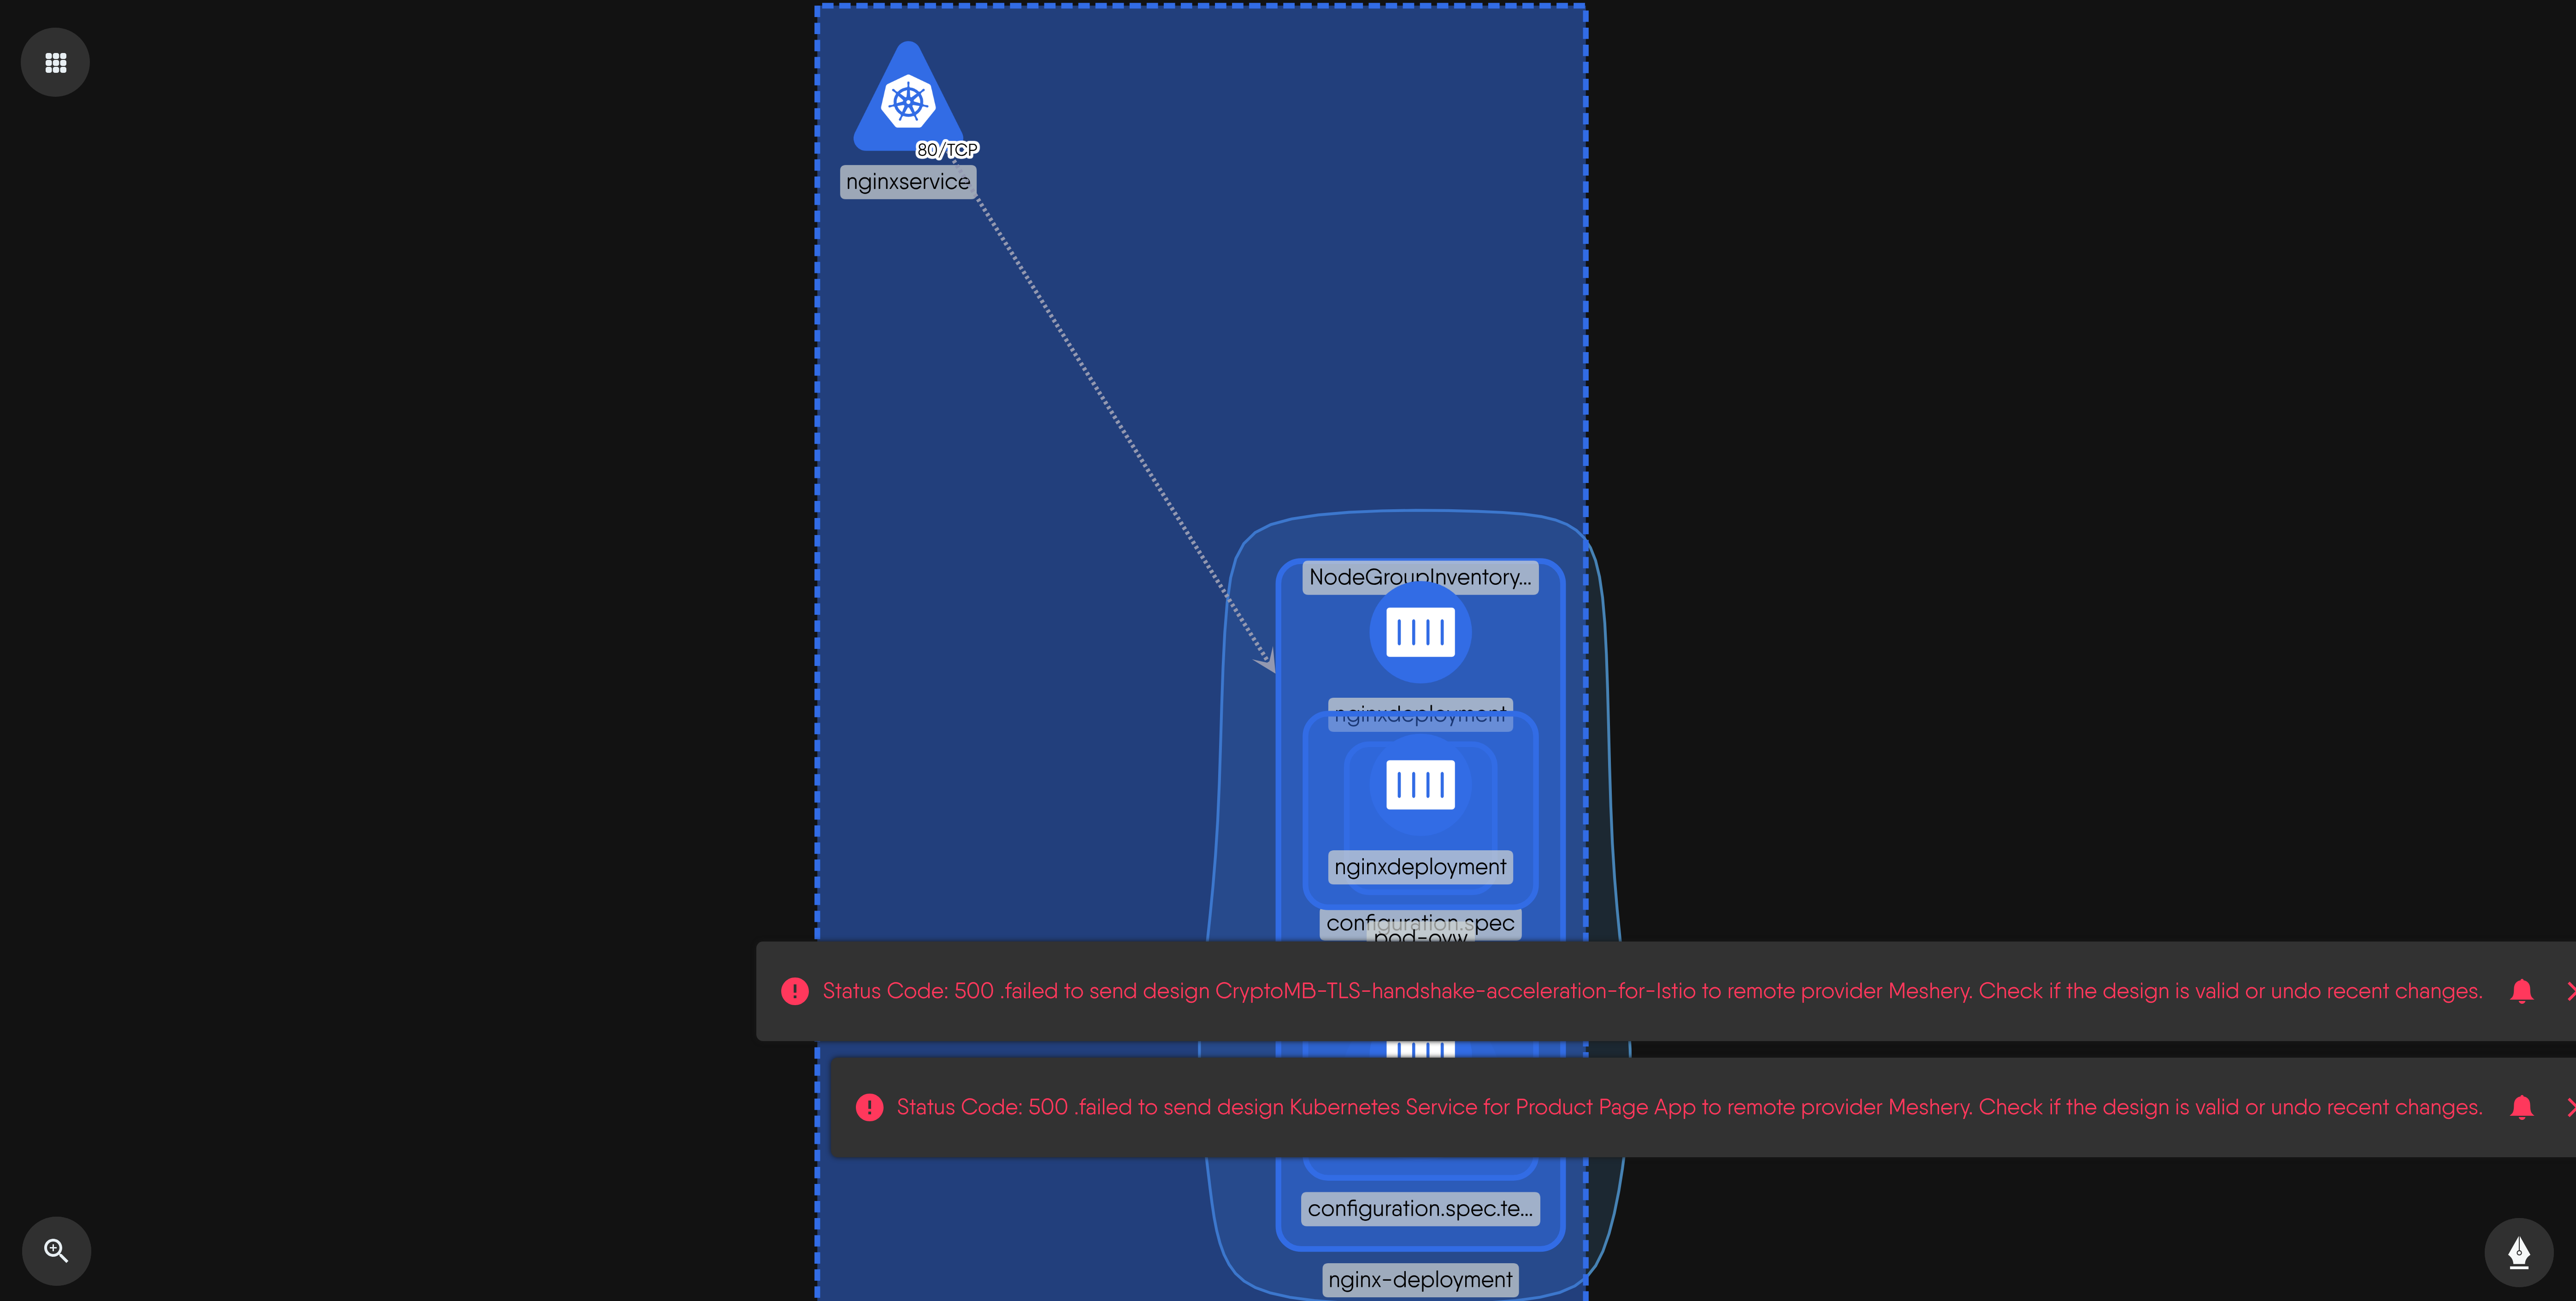 80/TCP
nginxservice
NodeGroupInventory...
nginxdeployment
nginxdeployment
configuration.spec
Status Code: 500 .failed to send design CryptoMB-TLS-handshake-acceleration-for-Istio to remote provider Meshery. Check if the design is valid or undo recent changes.
Status Code: 500 .failed to send design Kubernetes Service for Product Page App to remote provider Meshery. Check if the design is valid or undo recent changes.
configuration.spec.te...
nginx-deployment